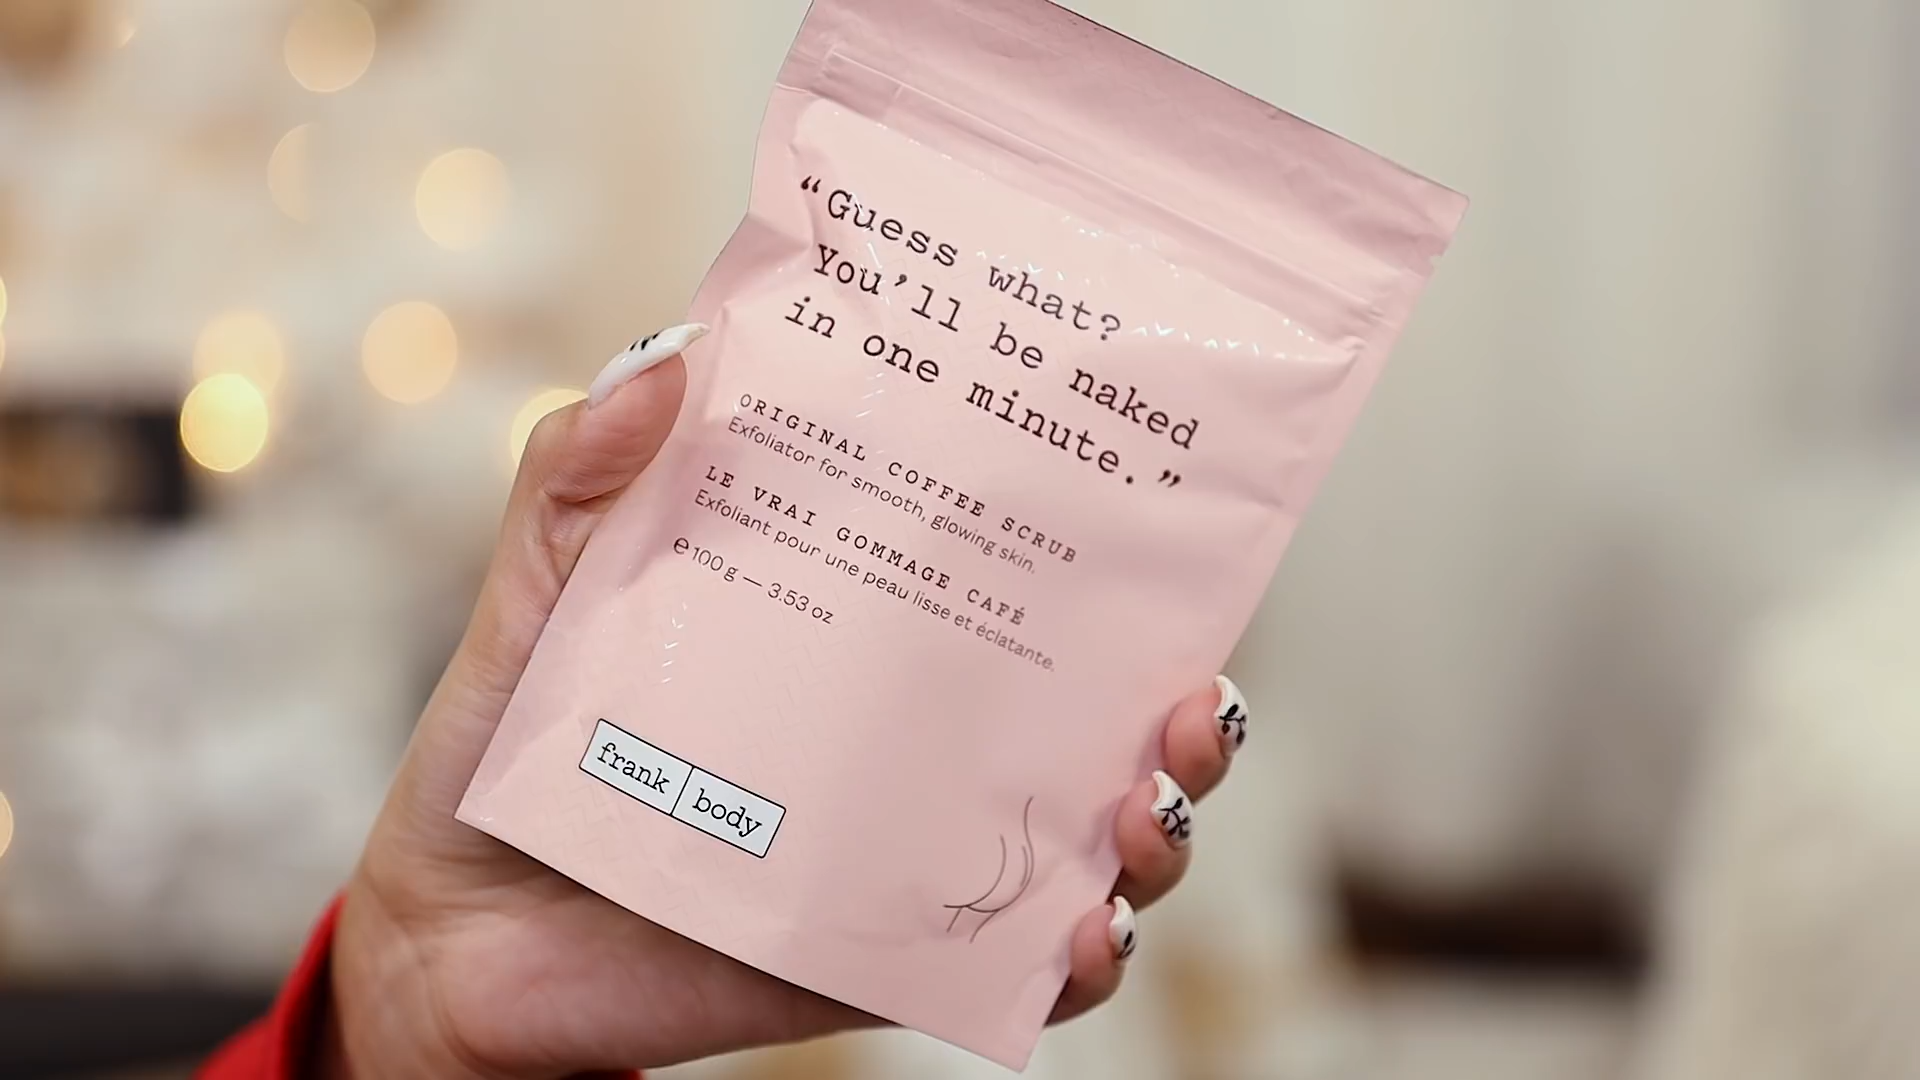 “Guess what?
You’ll be naked
in one minute.”
ORIGINAL COFFEE SCRUB
Exfoliator for smooth, glowing skin.
LE VRAI GOMMAGE CAFÉ
Exfoliant pour une peau lisse et éclatante.
℮ 100 g — 3.53 oz
frank body